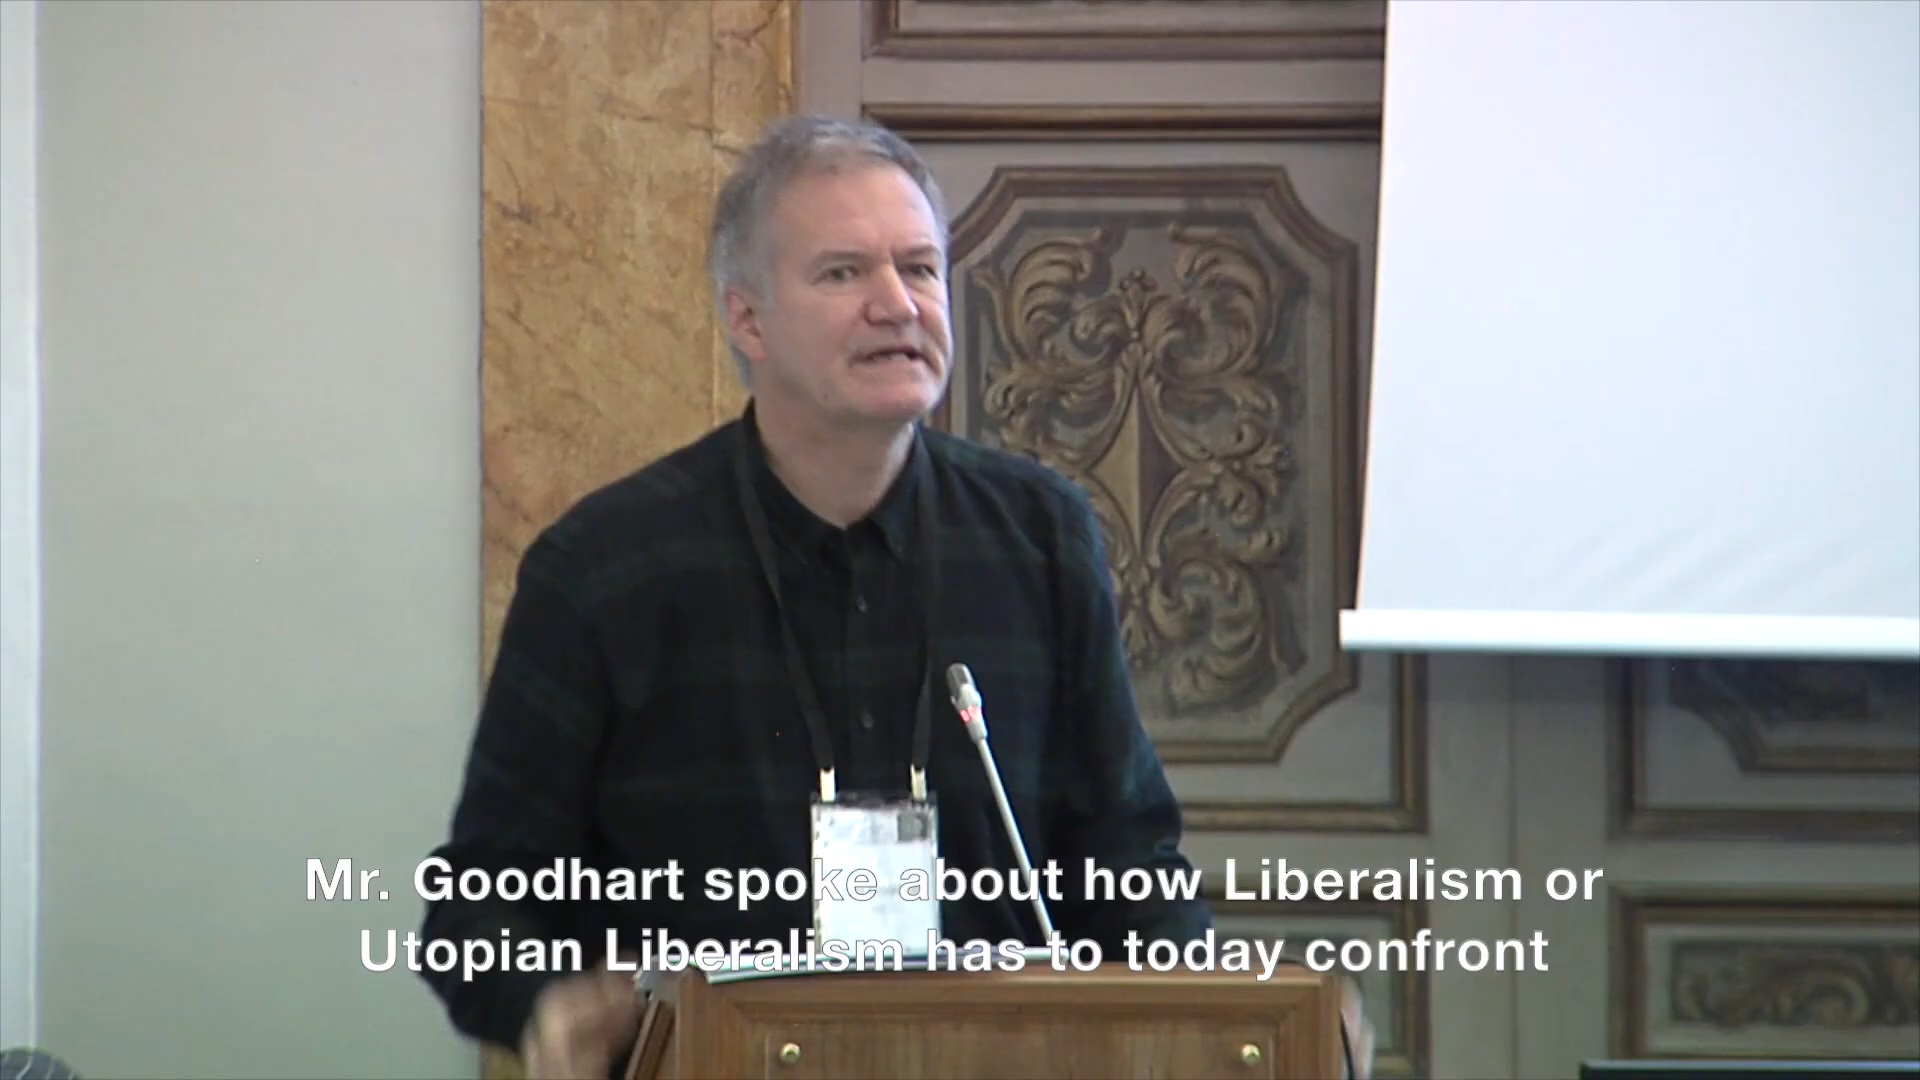 Mr. Goodhart spoke about how Liberalism or
Utopian Liberalism has to today confront